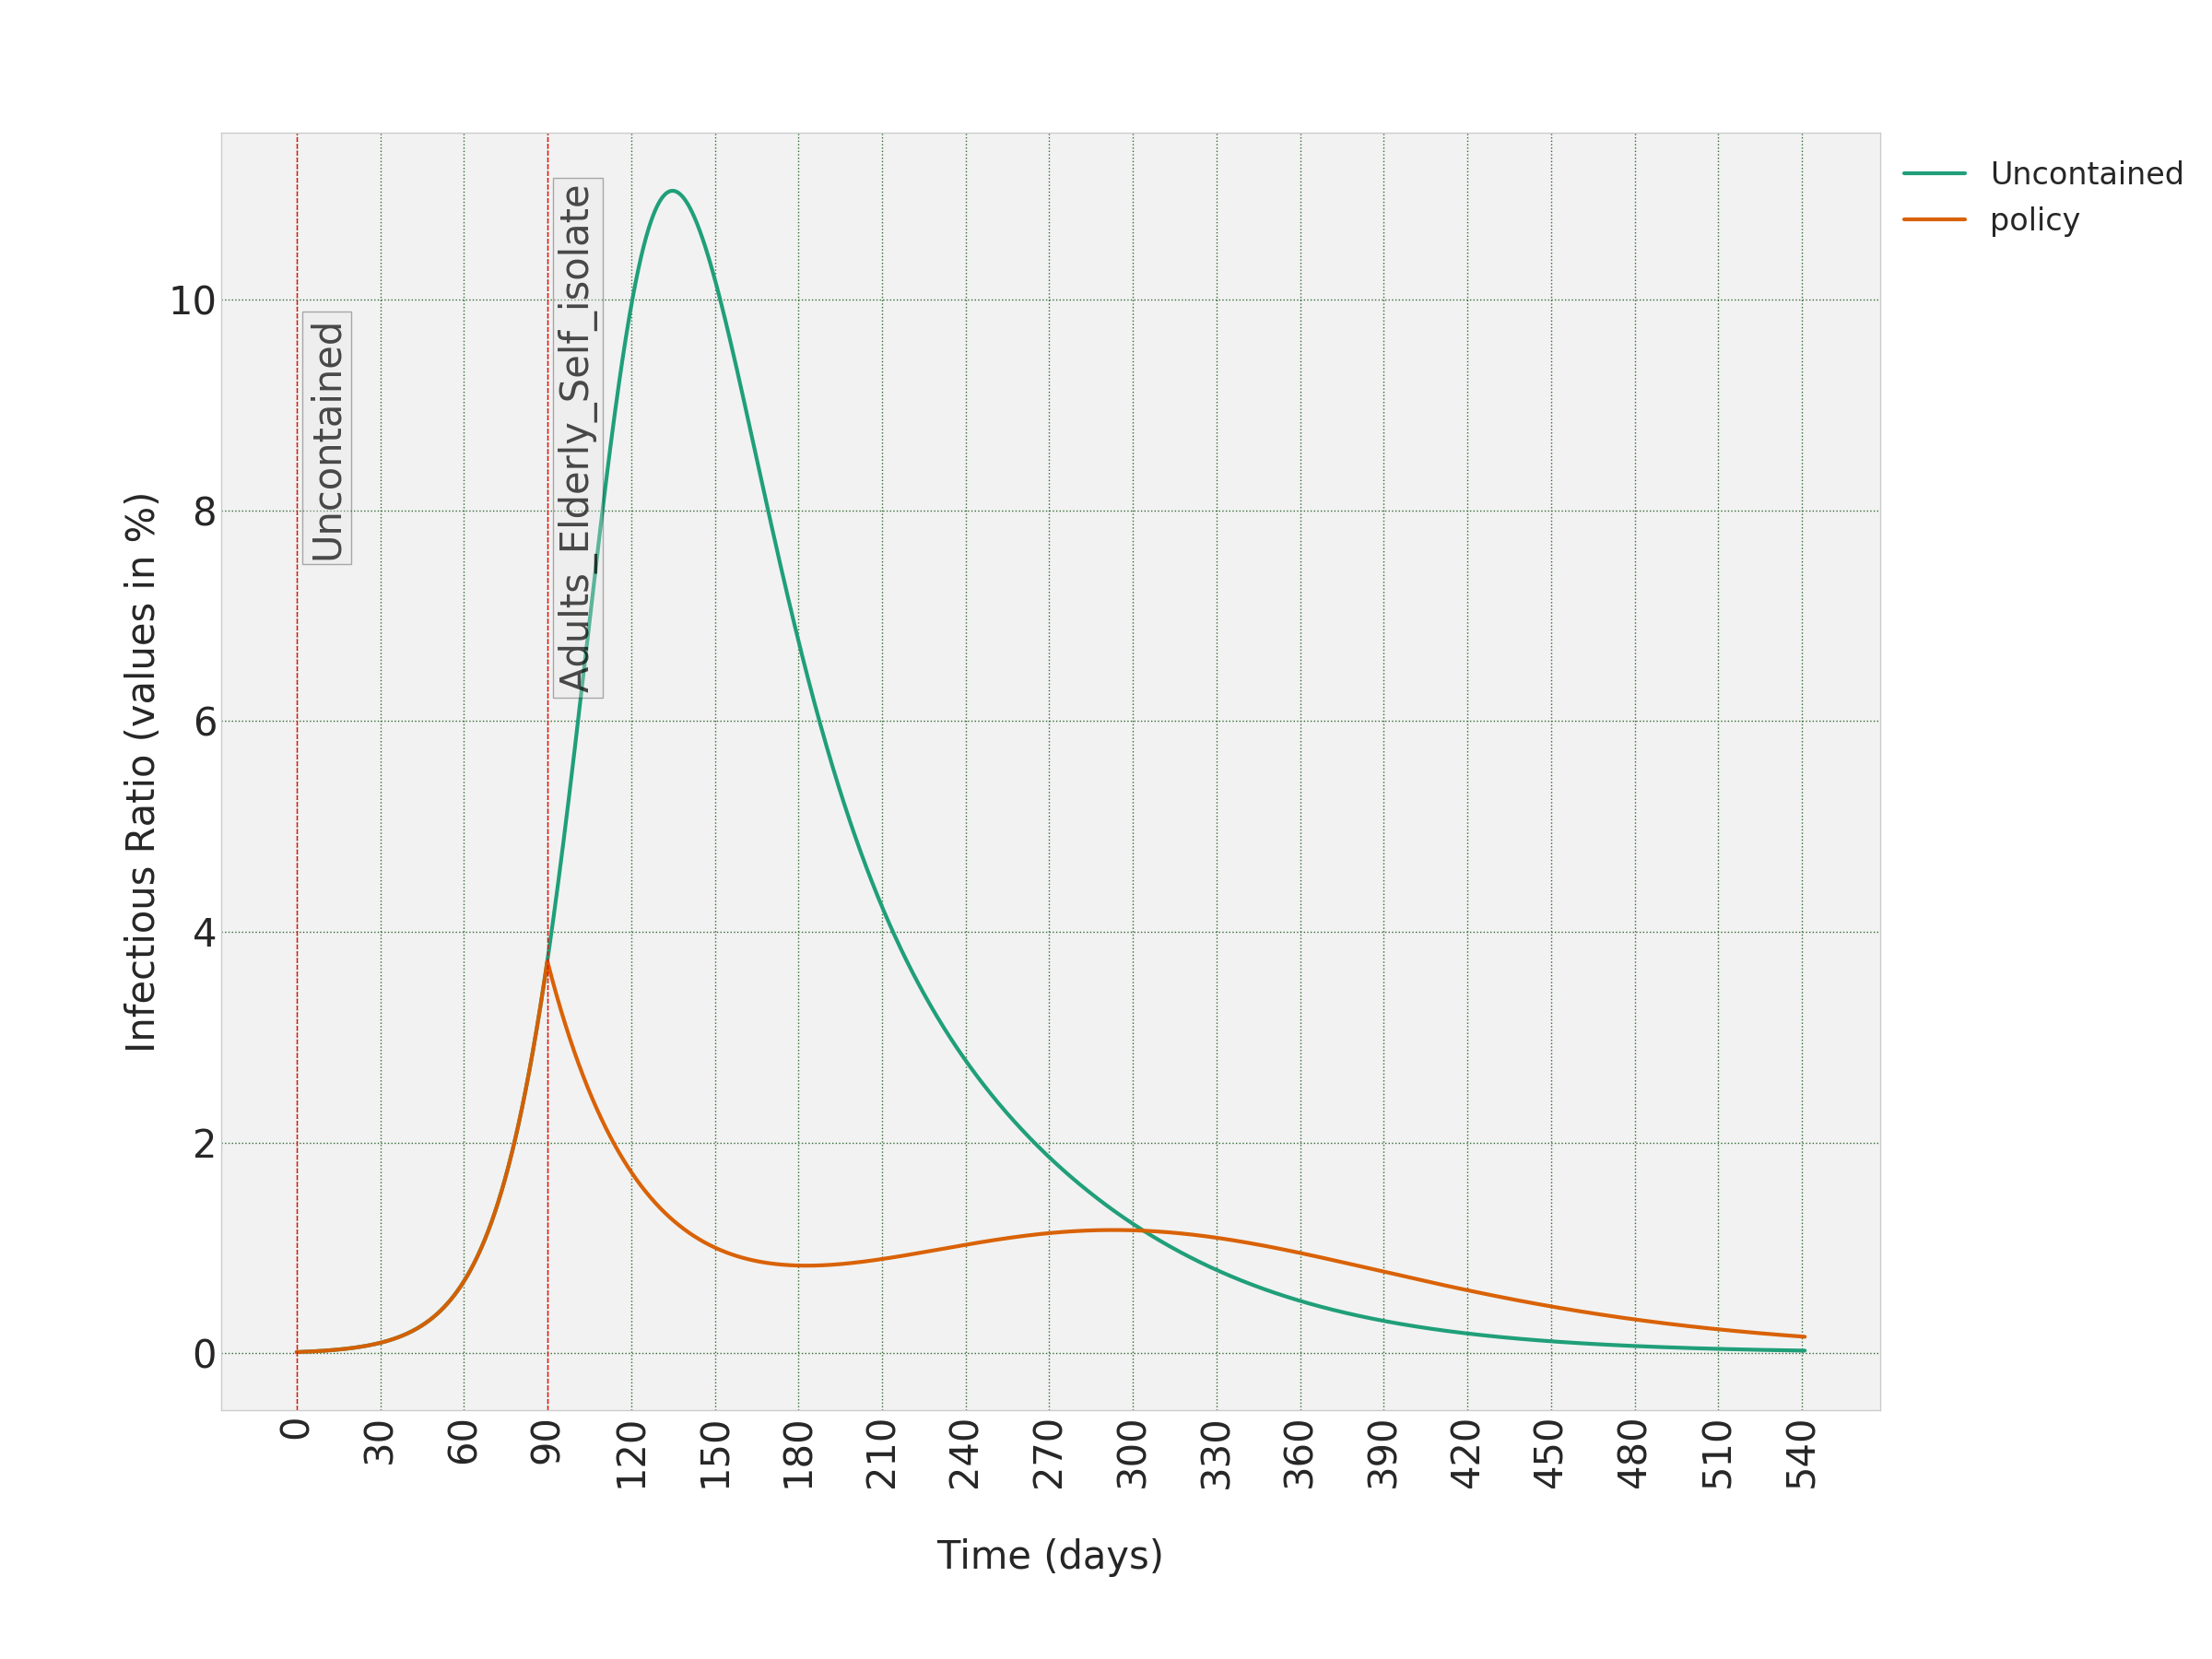 Uncontained
policy
Uncontained
Adults_Elderly_Self_isolate
Infectious Ratio (values in %)
10
8
6
4
2
0
0 30 60 90 120 150 180 210 240 270 300 330 360 390 420 450 480 510 540
Time (days)